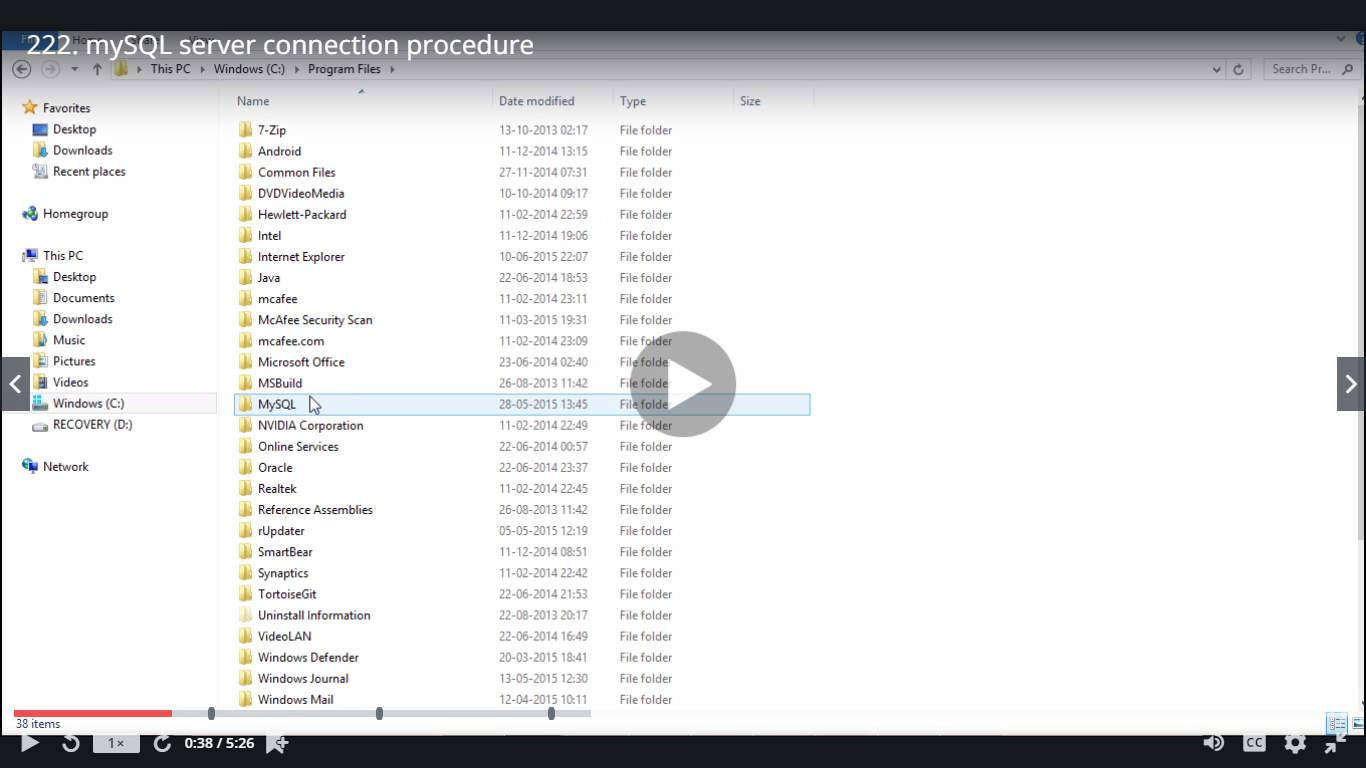 222. mySQL server connection procedure
This PC Windows (C:) Program Files
Search Pr...
Name Date modified Type Size
Favorites
Desktop
Downloads
Recent places
Homegroup
This PC
Desktop
Documents
Downloads
Music
Pictures
Videos
Windows (C:)
RECOVERY (D:)
Network
7-Zip 13-10-2013 02:17 File folder
Android 11-12-2014 13:15 File folder
Common Files 27-11-2014 07:31 File folder
DVDVideoMedia 10-10-2014 09:17 File folder
Hewlett-Packard 11-02-2014 22:59 File folder
Intel 11-12-2014 19:06 File folder
Internet Explorer 10-06-2015 22:07 File folder
Java 22-06-2014 18:53 File folder
mcafee 11-02-2014 23:11 File folder
McAfee Security Scan 11-03-2015 19:31 File folder
mcafee.com 11-02-2014 23:09 File folder
Microsoft Office 23-06-2014 02:40 File folder
MSBuild 26-08-2013 11:42 File folder
MySQL 28-05-2015 13:45 File folder
NVIDIA Corporation 11-02-2014 22:49 File folder
Online Services 22-06-2014 00:57 File folder
Oracle 22-06-2014 23:37 File folder
Realtek 11-02-2014 22:45 File folder
Reference Assemblies 26-08-2013 11:42 File folder
rUpdater 05-05-2015 12:19 File folder
SmartBear 11-12-2014 08:51 File folder
Synaptics 11-02-2014 22:42 File folder
TortoiseGit 22-06-2014 21:53 File folder
Uninstall Information 22-08-2013 20:17 File folder
VideoLAN 22-06-2014 16:49 File folder
Windows Defender 20-03-2015 18:41 File folder
Windows Journal 13-05-2015 12:30 File folder
Windows Mail 12-04-2015 10:11 File folder
38 items
1× 0:38 / 5:26 CC